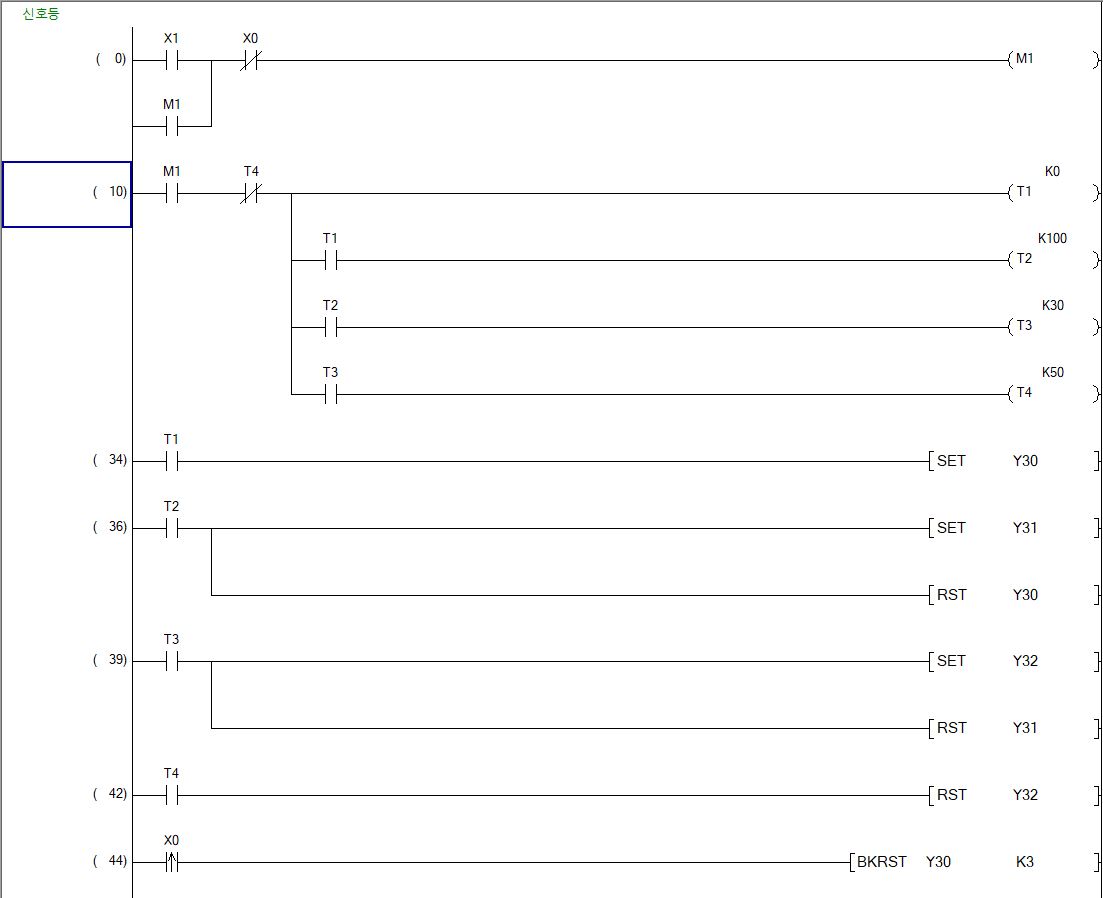 신호등
X1 X0
( 0) (M1 )
M1
M1 T4 K0
( 10) (T1 )
T1 K100
(T2 )
T2 K30
(T3 )
T3 K50
(T4 )
T1
( 34) [SET Y30 ]
T2
( 36) [SET Y31 ]
[RST Y30 ]
T3
( 39) [SET Y32 ]
[RST Y31 ]
T4
( 42) [RST Y32 ]
X0
( 44) [BKRST Y30 K3 ]